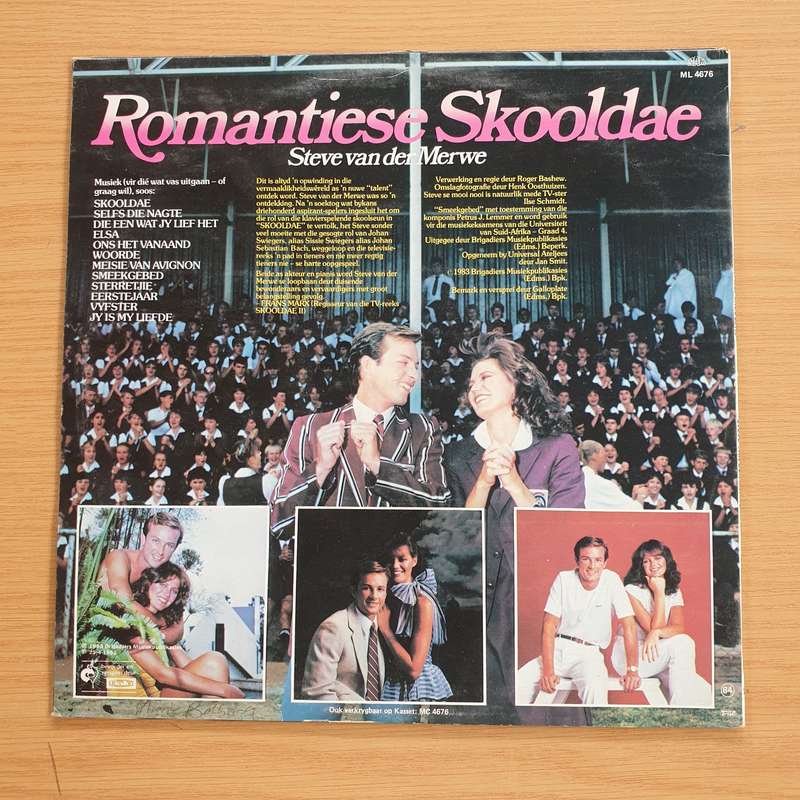 ML 4676
Romantiese Skooldae
Steve van der Merwe
Musiek (vir dié wat vas uitgaan – of
graag wil), soos:
SKOOLDAE
SELFS DIE NAGTE
DIE EEN WAT JY LIEF HET
ELSA
ONS HET VANAAND
WOORDE
MEISIE VAN AVIGNON
SMEEKGEBED
STERRETJIE
EERSTEJAAR
VYFSTER
JY IS MY LIEFDE
Dit is altyd 'n opwinding in die
vermaaklikheidswêreld as 'n nuwe "talent"
ontdek word. Steve van der Merwe was so 'n
ontdekking. Na 'n soektog wat bykans
driehonderd aspirant-spelers ingesluit het om
die rol van die klavierspelende skoolseun in
"SKOOLDAE" te vertolk, het Steve sonder
veel moeite met die gesogte rol van Johan
Swiegers, alias Sissie Swiegers alias Johan
Sebastian Bach, weggeloop en die televisie-
reeks 'n pad in tieners en nie meer regtig
tieners nie – se harte oopgespeel.
Beide as akteur en pianis word Steve van der
Merwe se loopbaan deur duisende
bewonderaars en vervaardigers met groot
belangstelling gevolg.
– FRANS MARX (Regisseur van die TV-reeks
SKOOLDAE II)
Verwerking en regie deur Roger Bashew.
Omslagfotografie deur Henk Oosthuizen.
Steve se mooi nooi is natuurlik mede TV-ster
Ilse Schmidt.
"Smeekgebed" met toestemming van die
komponis Petrus J. Lemmer en word gebruik
vir die musiekeksamens van die Universiteit
van Suid-Afrika – Graad 4.
Uitgegee deur Brigadiers Musiekpublikasies
(Edms.) Beperk.
Opgeneem by Universal Ateljees
deur Jan Smit.
℗ 1983 Brigadiers Musiekpublikasies
(Edms.) Bpk.
Bemark en versprei deur Galloplate
(Edms.) Bpk.
Brigadiers Musiekpublikasies
Ook verkrygbaar op Kasset: MC 4676
84